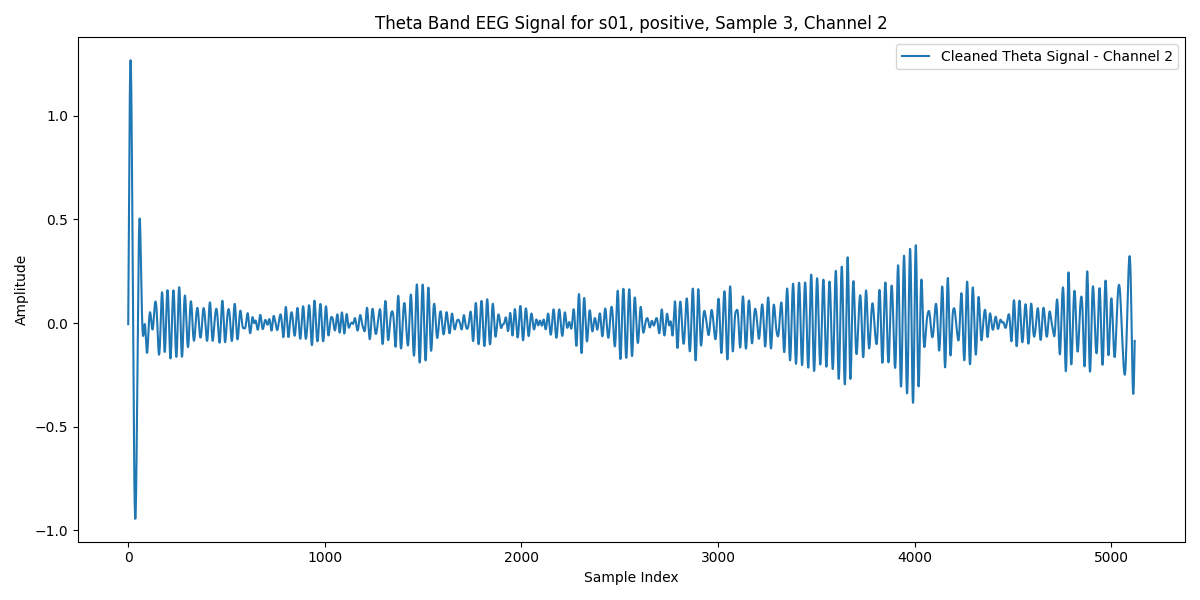 Theta Band EEG Signal for s01, positive, Sample 3, Channel 2
Cleaned Theta Signal - Channel 2
Amplitude
1.0
0.5
0.0
−0.5
−1.0
0 1000 2000 3000 4000 5000
Sample Index